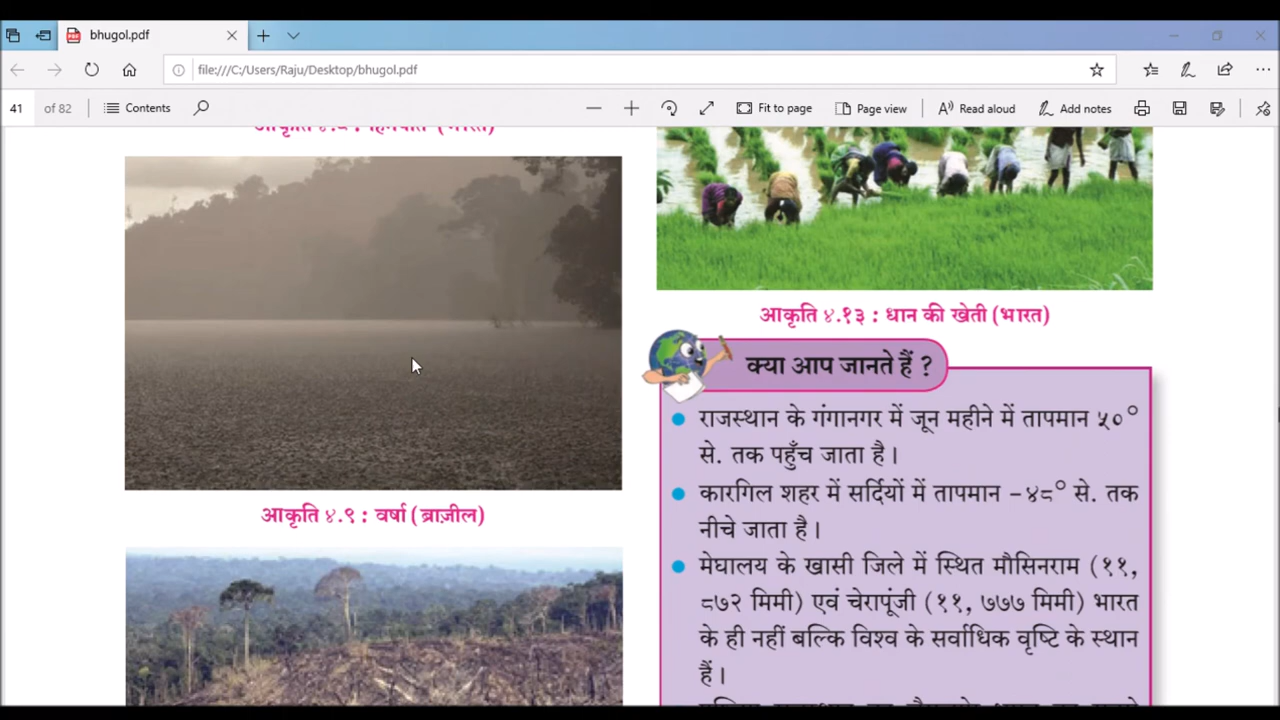 bhugol.pdf
file:///C:/Users/Raju/Desktop/bhugol.pdf
41 of 82 Contents Fit to page Page view Read aloud Add notes
आकृति ४.९ : वर्षा (ब्राज़ील)
आकृति ४.१३ : धान की खेती (भारत)
क्या आप जानते हैं ?
राजस्थान के गंगानगर में जून महीने में तापमान ५०°
से. तक पहुँच जाता है।
कारगिल शहर में सर्दियों में तापमान -४८° से. तक
नीचे जाता है।
मेघालय के खासी जिले में स्थित मौसिनराम (११,
८७२ मिमी) एवं चेरापूंजी (११, ७७७ मिमी) भारत
के ही नहीं बल्कि विश्व के सर्वाधिक वृष्टि के स्थान
हैं।